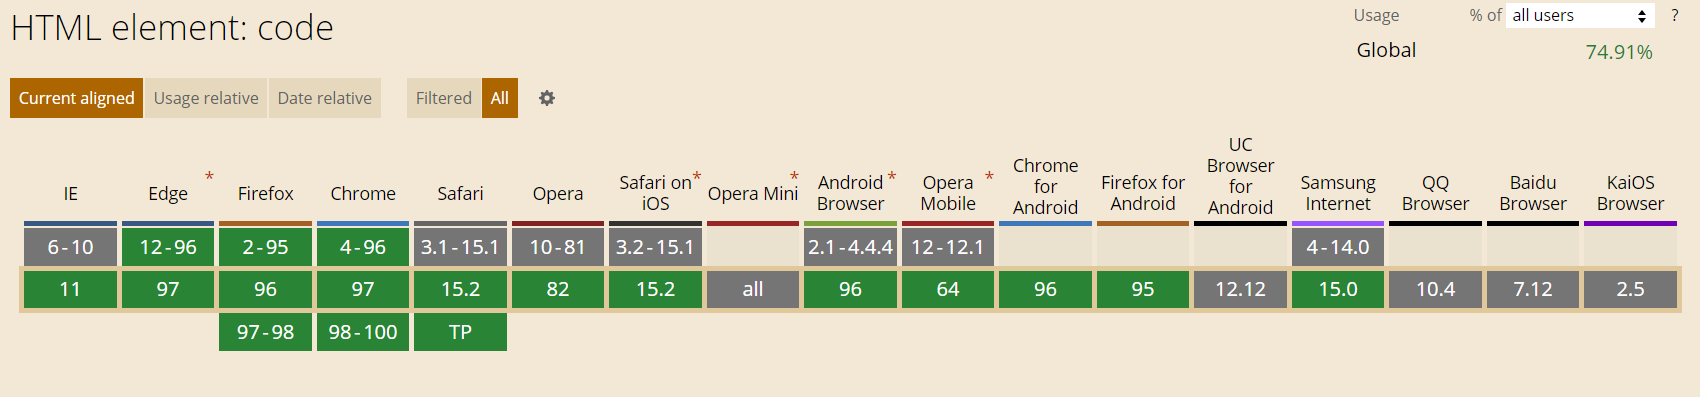 HTML element: code
Usage % of all users ?
Global 74.91%
Current aligned Usage relative Date relative Filtered All
IE Edge * Firefox Chrome Safari Opera Safari on iOS * Opera Mini * Android Browser * Opera Mobile * Chrome for Android Firefox for Android UC Browser for Android Samsung Internet QQ Browser Baidu Browser KaiOS Browser
6-10 12-96 2-95 4-96 3.1-15.1 10-81 3.2-15.1 2.1-4.4.4 12-12.1 4-14.0
11 97 96 97 15.2 82 15.2 all 96 64 96 95 12.12 15.0 10.4 7.12 2.5
97-98 98-100 TP